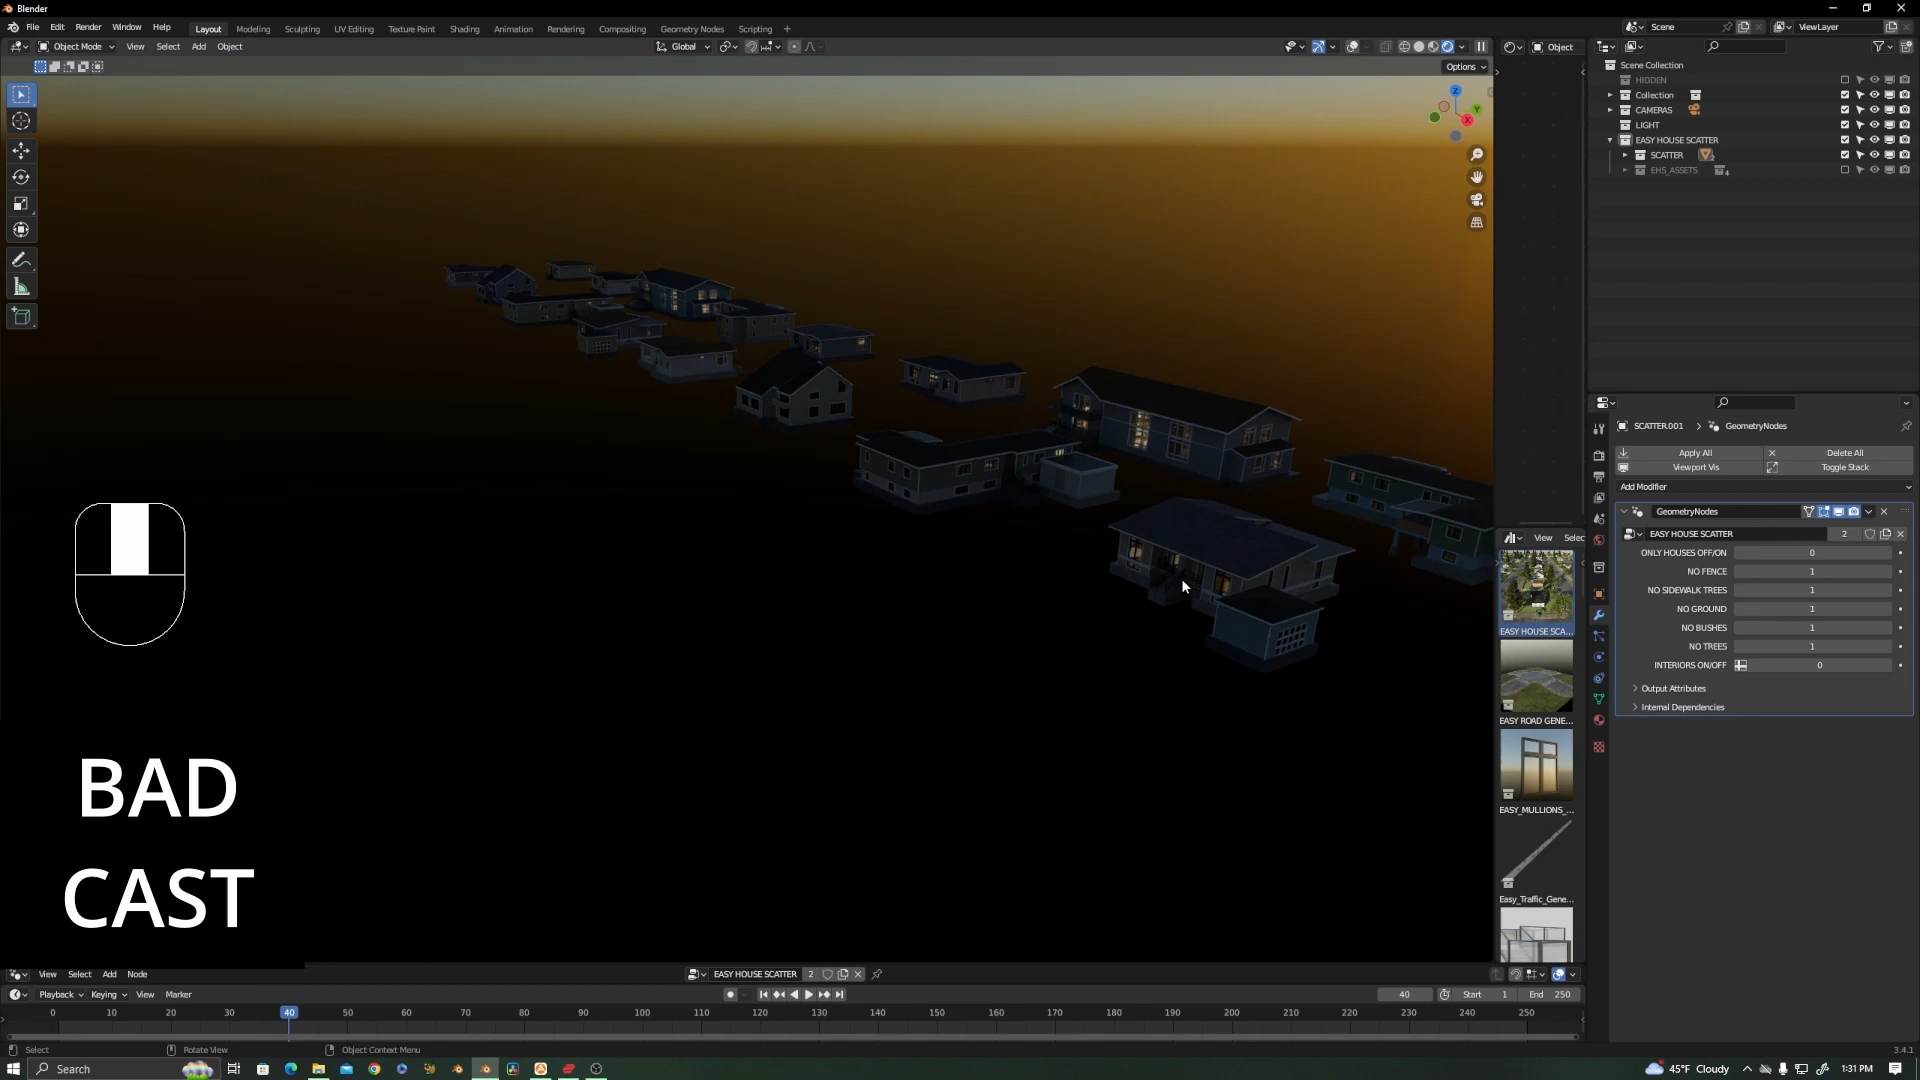 Blender
File Edit Render Window Help
Layout Modeling Sculpting UV Editing Texture Paint Shading Animation Rendering Compositing Geometry Nodes Scripting +
Scene
ViewLayer
Object Mode View Select Add Object
Global
Object
Options
Scene Collection
HIDDEN
Collection
CAMERAS
LIGHT
EASY HOUSE SCATTER
SCATTER
2
EHS_ASSETS
4
Z
Y
X
SCATTER.001 > GeometryNodes
Apply All Delete All
Viewport Vis Toggle Stack
Add Modifier
GeometryNodes
EASY HOUSE SCATTER 2
ONLY HOUSES OFF/ON 0
NO FENCE 1
NO SIDEWALK TREES 1
NO GROUND 1
NO BUSHES 1
NO TREES 1
INTERIORS ON/OFF 0
Output Attributes
Internal Dependencies
View Selec
EASY HOUSE SCA...
EASY ROAD GENE...
EASY_MULLIONS_...
Easy_Traffic_Gene...
BAD
CAST
View Select Add Node
EASY HOUSE SCATTER 2
Playback Keying View Marker
40 Start 1 End 250
0 10 20 30 40 50 60 70 80 90 100 110 120 130 140 150 160 170 180 190 200 210 220 230 240 250
Select Rotate View Object Context Menu
3.4.1
Search
45°F Cloudy
1:31 PM